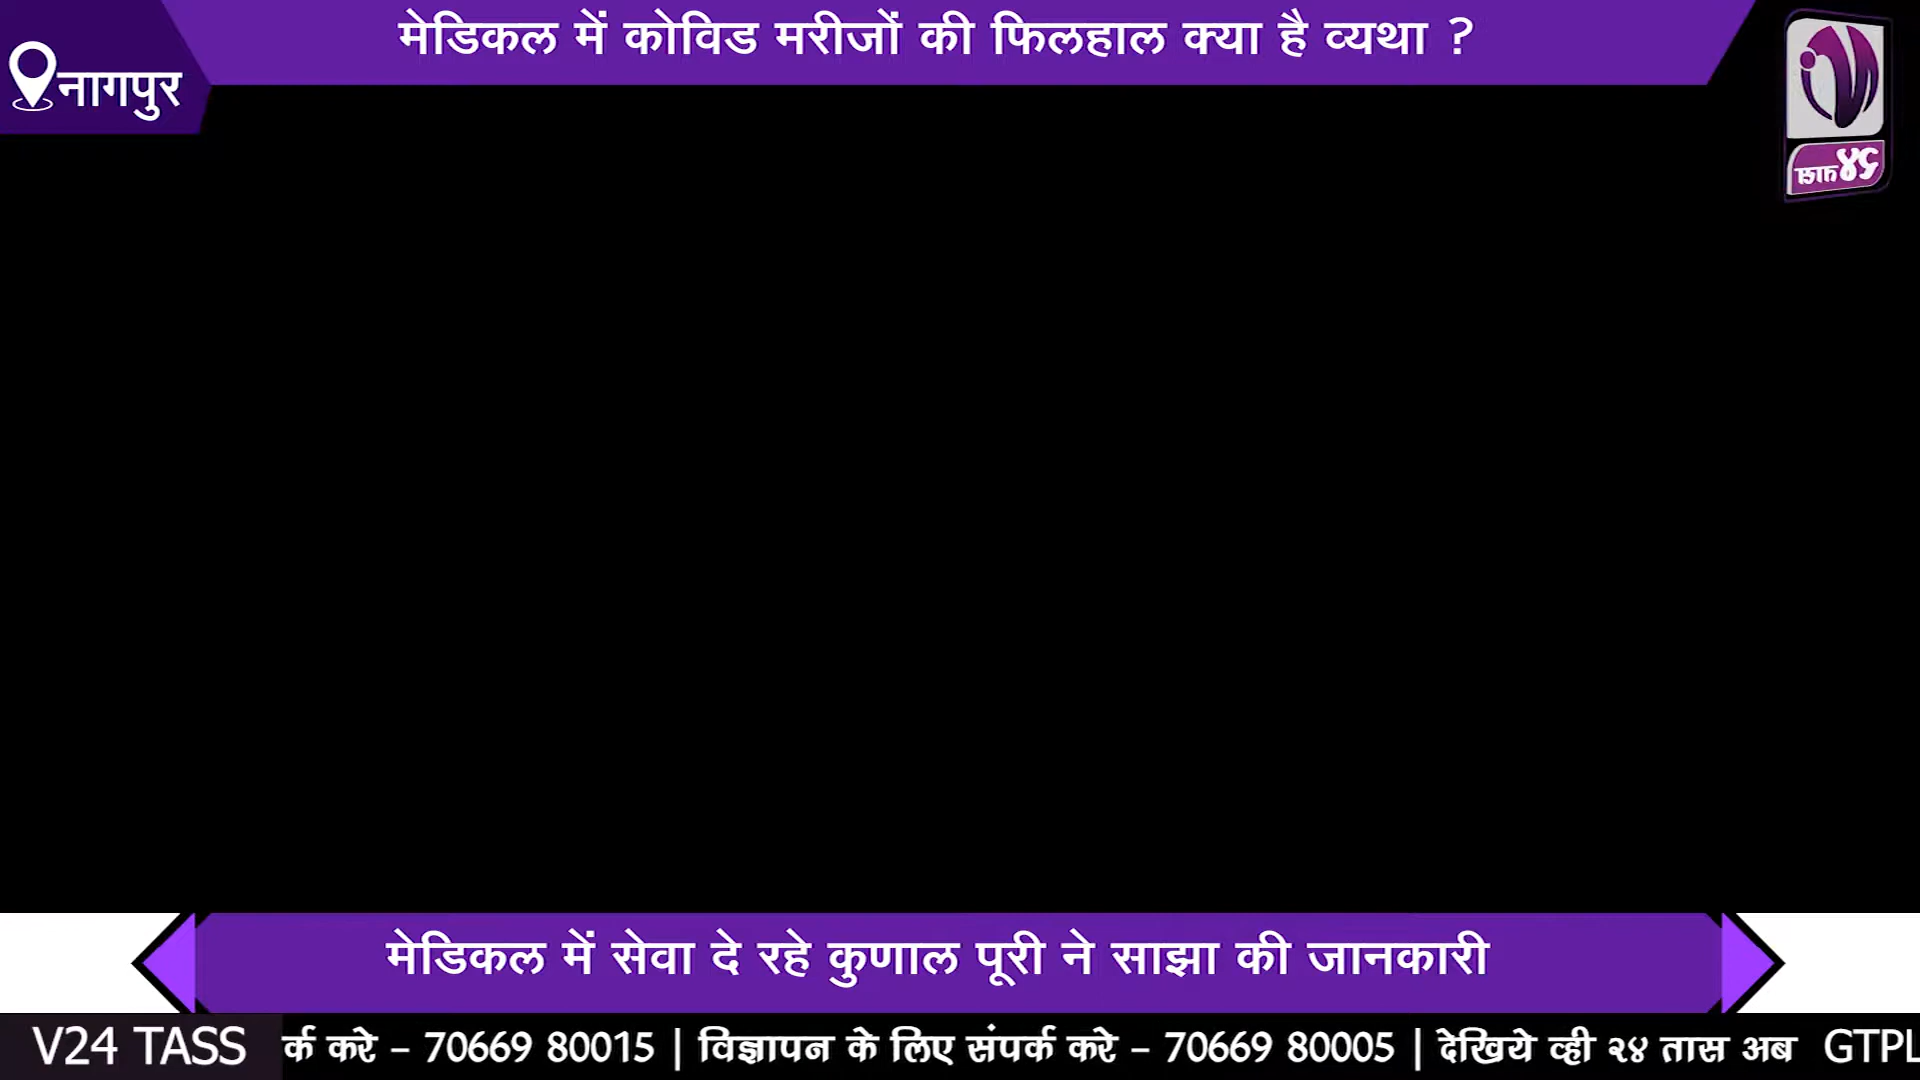 मेडिकल में कोविड मरीजों की फिलहाल क्या है व्यथा ?
नागपुर
मेडिकल में सेवा दे रहे कुणाल पूरी ने साझा की जानकारी
V24 TASS
र्क करे – 70669 80015 | विज्ञापन के लिए संपर्क करे – 70669 80005 | देखिये व्ही २४ तास अब GTPL